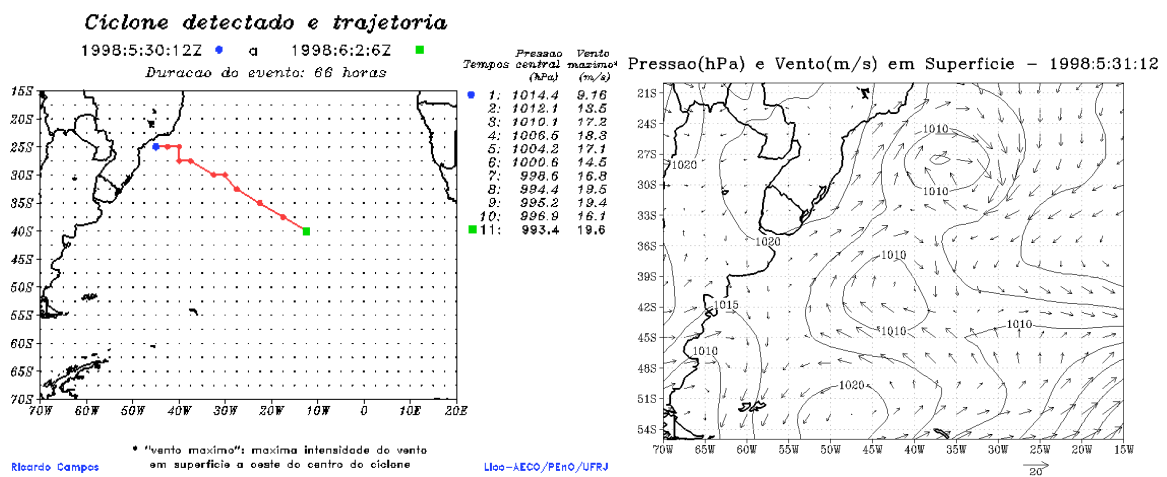 Ciclone detectado e trajetoria
1998:5:30:12Z a 1998:6:2:6Z
Duracao do evento: 66 horas
15S
20S
25S
30S
35S
40S
45S
50S
55S
60S
65S
70S
70W 60W 50W 40W 30W 20W 10W 0 10E 20E
Pressao Vento
Tempos central maximo*
(hPa) (m/s)
1: 1014.4 9.16
2: 1012.1 13.5
3: 1010.1 17.2
4: 1006.5 18.3
5: 1004.2 17.1
6: 1000.6 14.5
7: 998.6 16.8
8: 994.4 19.5
9: 995.2 19.4
10: 996.9 16.1
11: 993.4 19.6
* "vento maximo": maxima intensidade do vento
em superficie a oeste do centro do ciclone
Ricardo Campos
Lioc-AECO/PEnO/UFRJ
Pressao(hPa) e Vento(m/s) em Superficie - 1998:5:31:12
21S
24S
27S
30S
33S
36S
39S
42S
45S
48S
51S
54S
1010
1020
1010
1020
1010
1015
1010
1010
1010
1020
70W 65W 60W 55W 50W 45W 40W 35W 30W 25W 20W 15W
20